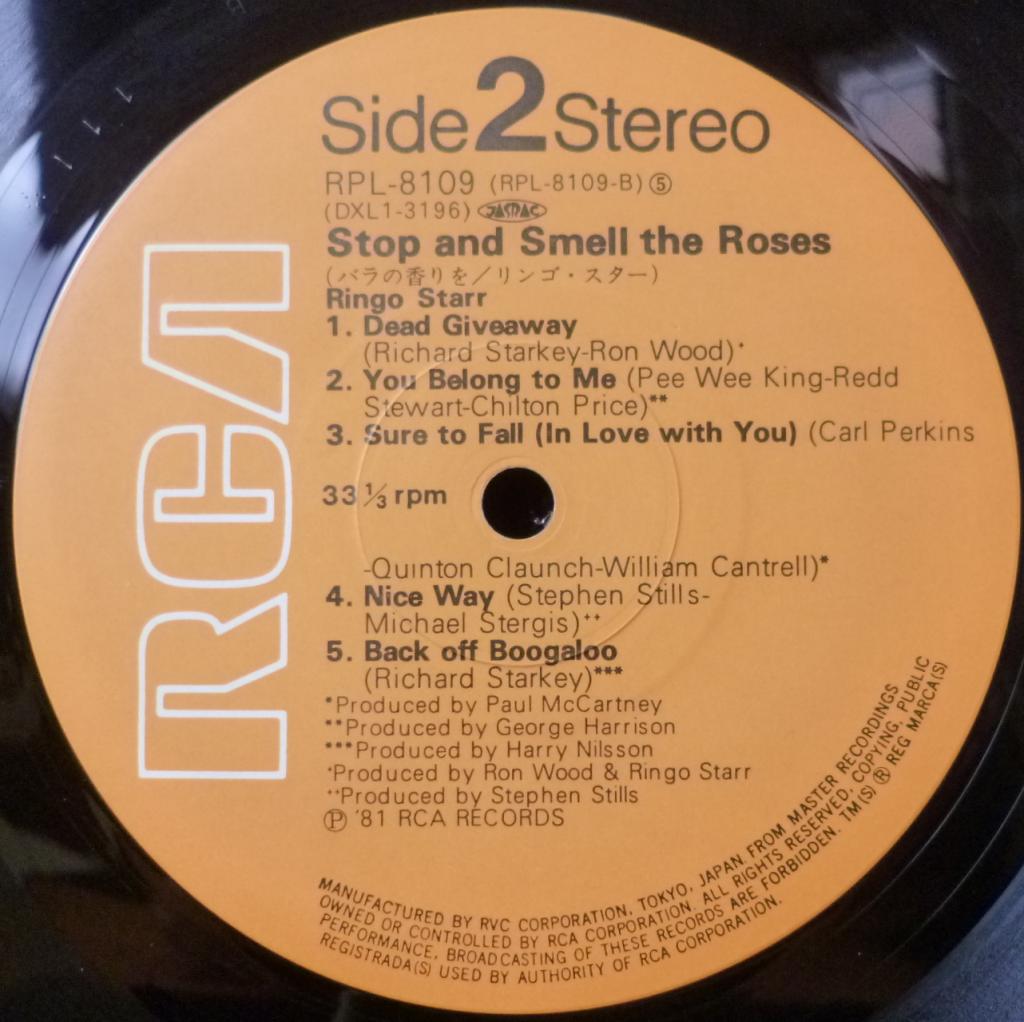 RCA
Side 2 Stereo
RPL-8109 (RPL-8109-B) ⑤
(DXL1-3196) JASRAC
Stop and Smell the Roses
(バラの香りを／リンゴ・スター)
Ringo Starr
1. Dead Giveaway
(Richard Starkey-Ron Wood)⁺
2. You Belong to Me (Pee Wee King-Redd
Stewart-Chilton Price)**
3. Sure to Fall (In Love with You) (Carl Perkins
33 ⅓ rpm
-Quinton Claunch-William Cantrell)*
4. Nice Way (Stephen Stills-
Michael Stergis)⁺⁺
5. Back off Boogaloo
(Richard Starkey)***
*Produced by Paul McCartney
**Produced by George Harrison
***Produced by Harry Nilsson
⁺Produced by Ron Wood & Ringo Starr
⁺⁺Produced by Stephen Stills
Ⓟ '81 RCA RECORDS
MANUFACTURED BY RVC CORPORATION, TOKYO, JAPAN. FROM MASTER RECORDINGS
OWNED OR CONTROLLED BY RCA CORPORATION. ALL RIGHTS RESERVED, COPYING, PUBLIC
PERFORMANCE, BROADCASTING OF THESE RECORDS ARE FORBIDDEN. TM(S) ® REG MARCA(S)
REGISTRADA(S) USED BY AUTHORITY OF RCA CORPORATION.